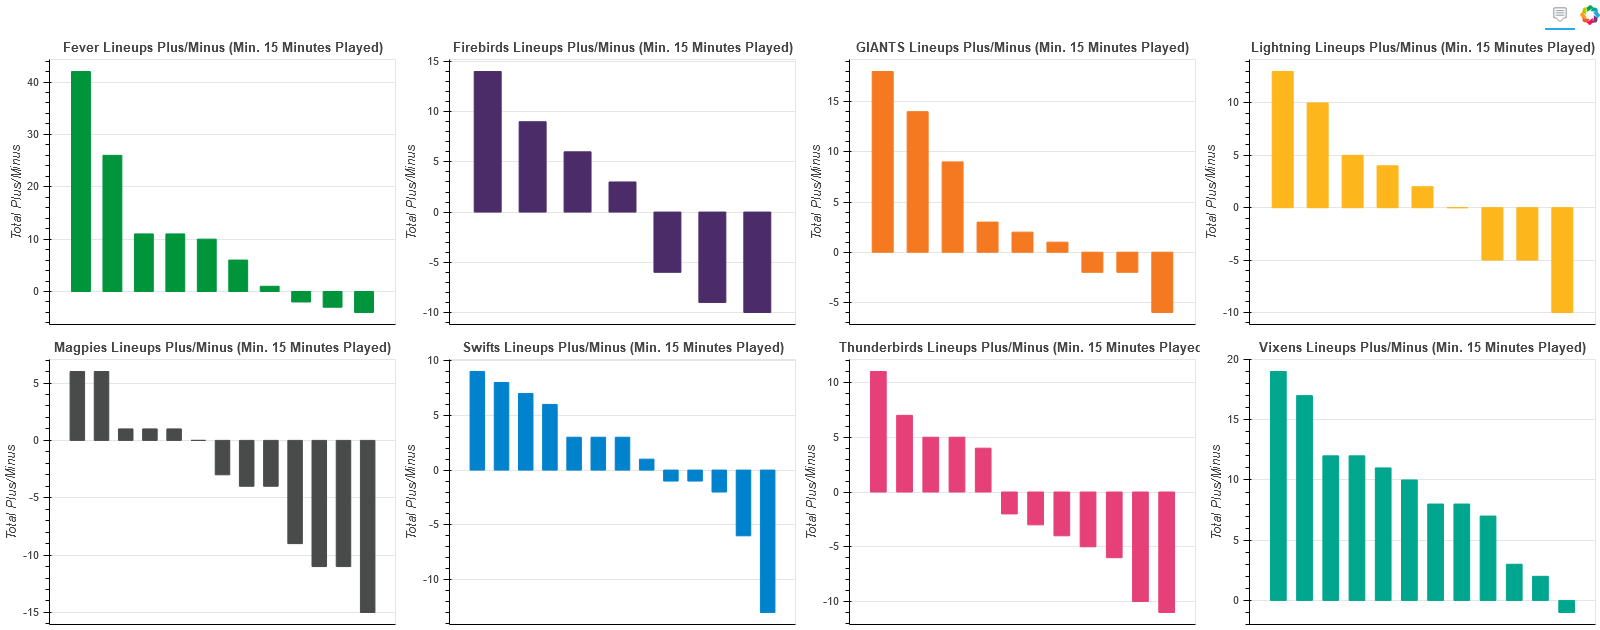 Fever Lineups Plus/Minus (Min. 15 Minutes Played)
Total Plus/Minus
40
30
20
10
0
Firebirds Lineups Plus/Minus (Min. 15 Minutes Played)
Total Plus/Minus
15
10
5
0
-5
-10
GIANTS Lineups Plus/Minus (Min. 15 Minutes Played)
Total Plus/Minus
15
10
5
0
-5
Lightning Lineups Plus/Minus (Min. 15 Minutes Played)
Total Plus/Minus
10
5
0
-5
-10
Magpies Lineups Plus/Minus (Min. 15 Minutes Played)
Total Plus/Minus
5
0
-5
-10
-15
Swifts Lineups Plus/Minus (Min. 15 Minutes Played)
Total Plus/Minus
10
5
0
-5
-10
Thunderbirds Lineups Plus/Minus (Min. 15 Minutes Playec
Total Plus/Minus
10
5
0
-5
-10
Vixens Lineups Plus/Minus (Min. 15 Minutes Played)
Total Plus/Minus
20
15
10
5
0